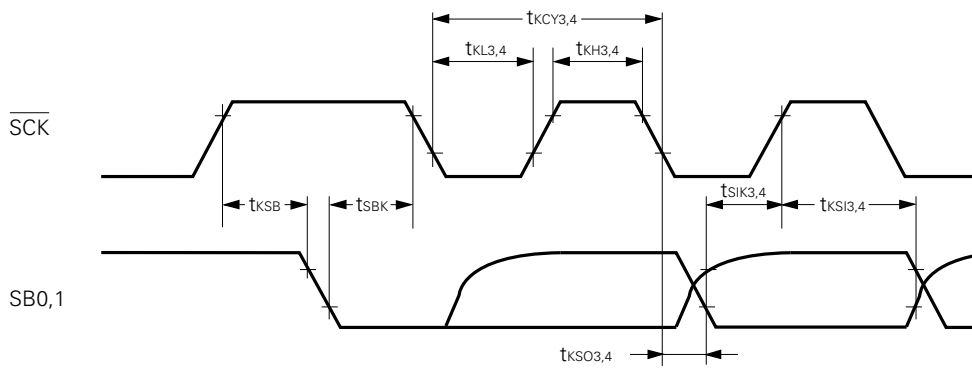 tKCY3,4
tKL3,4 tKH3,4
SCK
tKSB tSBK tSIK3,4 tKSI3,4
SB0,1
tKSO3,4